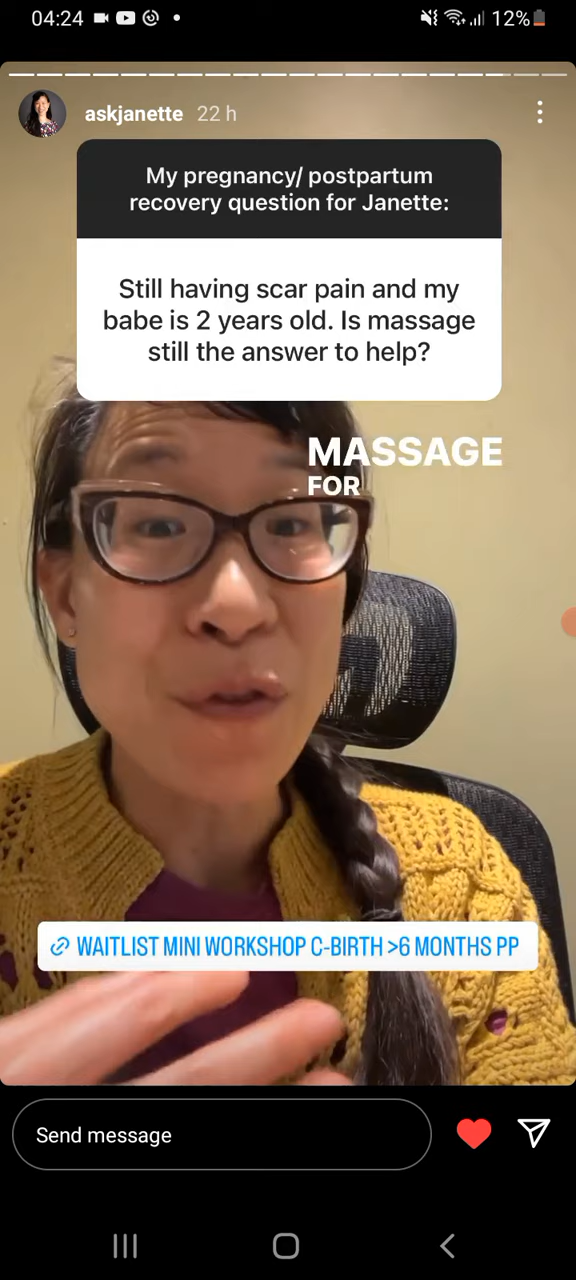 04:24
12%
askjanette 22 h
My pregnancy/ postpartum
recovery question for Janette:
Still having scar pain and my
babe is 2 years old. Is massage
still the answer to help?
MASSAGE
FOR
WAITLIST MINI WORKSHOP C-BIRTH >6 MONTHS PP
Send message